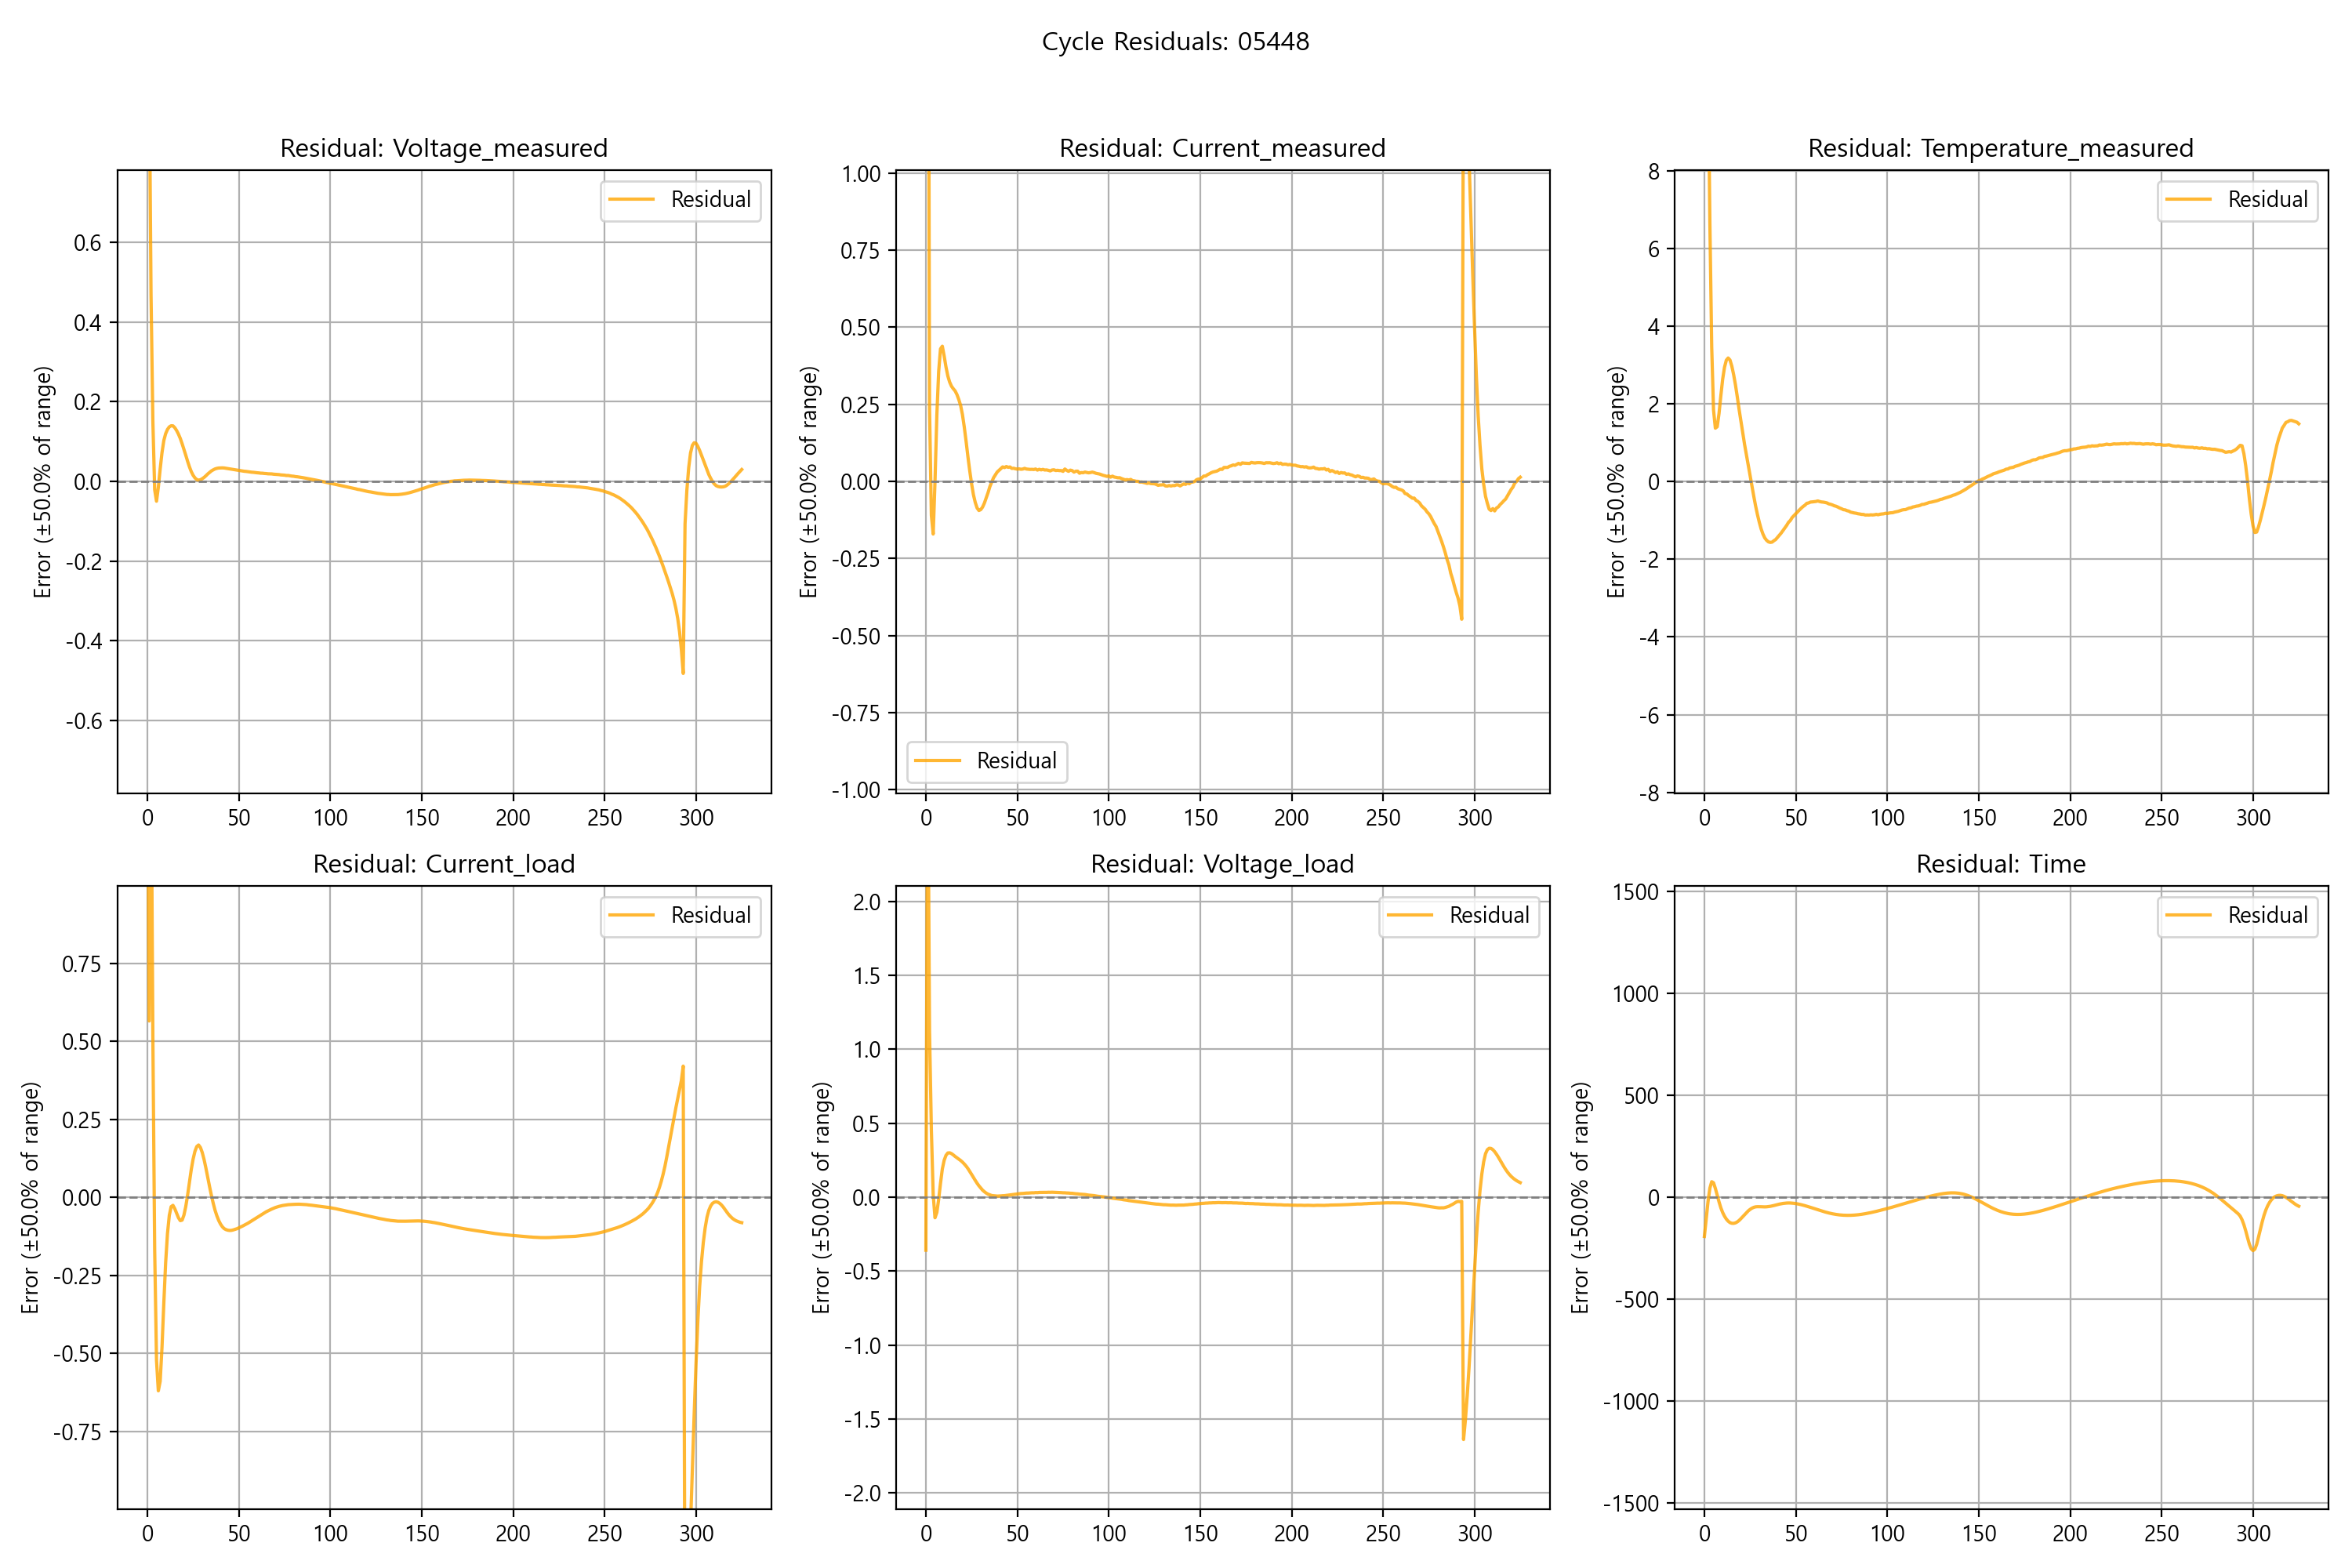 Cycle Residuals: 05448
Residual: Voltage_measured
Error (±50.0% of range)
0.6
0.4
0.2
0.0
-0.2
-0.4
-0.6
0 50 100 150 200 250 300
Residual
Residual: Current_measured
Error (±50.0% of range)
1.00
0.75
0.50
0.25
0.00
-0.25
-0.50
-0.75
-1.00
0 50 100 150 200 250 300
Residual
Residual: Temperature_measured
Error (±50.0% of range)
8
6
4
2
0
-2
-4
-6
-8
0 50 100 150 200 250 300
Residual
Residual: Current_load
Error (±50.0% of range)
0.75
0.50
0.25
0.00
-0.25
-0.50
-0.75
0 50 100 150 200 250 300
Residual
Residual: Voltage_load
Error (±50.0% of range)
2.0
1.5
1.0
0.5
0.0
-0.5
-1.0
-1.5
-2.0
0 50 100 150 200 250 300
Residual
Residual: Time
Error (±50.0% of range)
1500
1000
500
0
-500
-1000
-1500
0 50 100 150 200 250 300
Residual